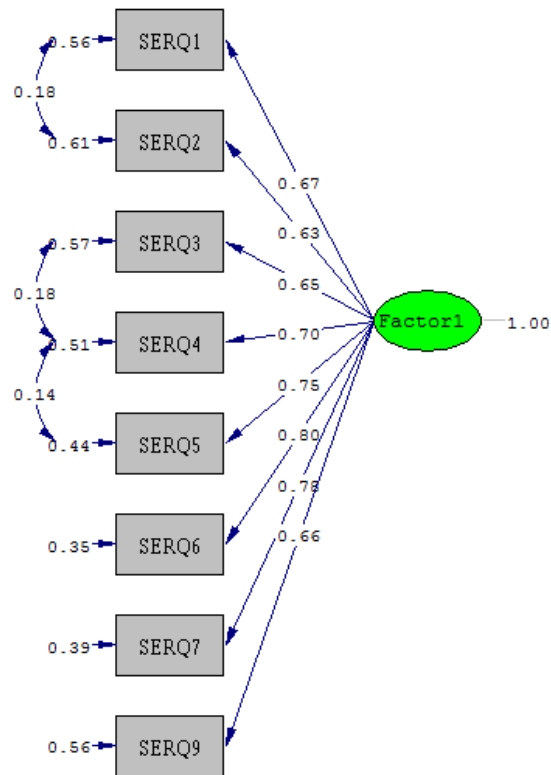 0.56 SERQ1
0.18
0.61 SERQ2
0.67
0.63
0.57 SERQ3
0.65
0.18
Factor1 1.00
0.51 SERQ4
0.70
0.14
0.75
0.44 SERQ5
0.80
0.78
0.35 SERQ6
0.66
0.39 SERQ7
0.56 SERQ9